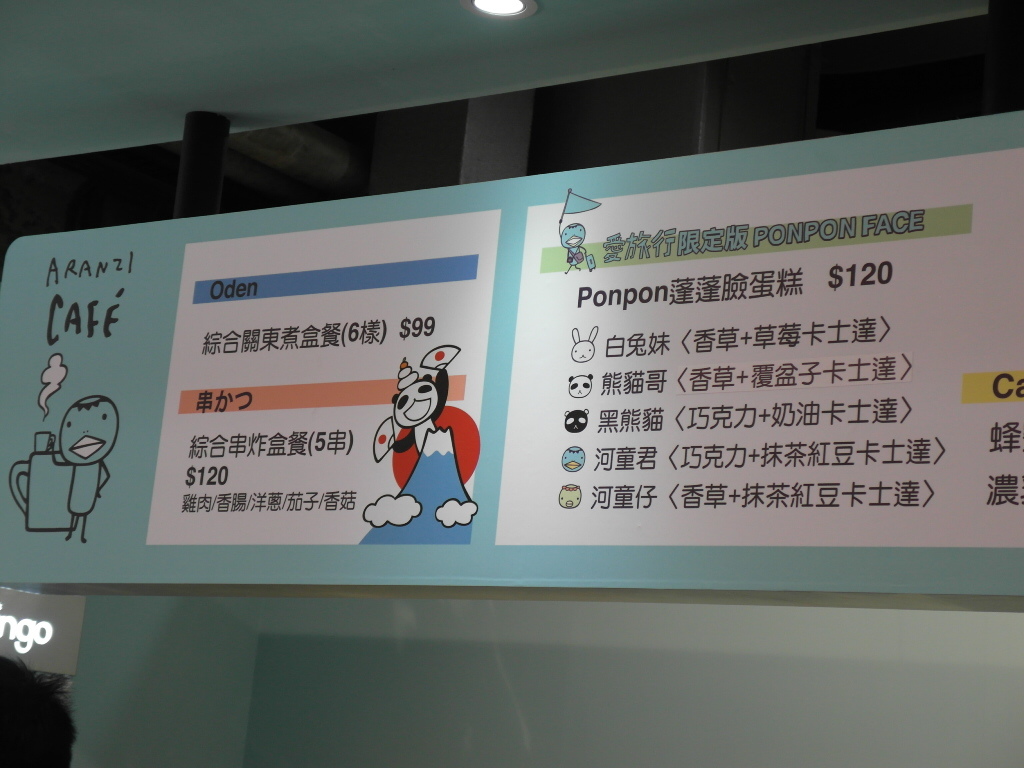 ARANZI
CAFÉ
Oden
綜合關東煮盒餐(6樣) $99
串かつ
綜合串炸盒餐(5串)
$120
雞肉/香腸/洋蔥/茄子/香菇
愛旅行限定版 PONPON FACE
Ponpon蓬蓬臉蛋糕 $120
白兔妹〈香草+草莓卡士達〉
熊貓哥〈香草+覆盆子卡士達〉
黑熊貓〈巧克力+奶油卡士達〉
河童君〈巧克力+抹茶紅豆卡士達〉
河童仔〈香草+抹茶紅豆卡士達〉
Ca
蜂
濃
ngo